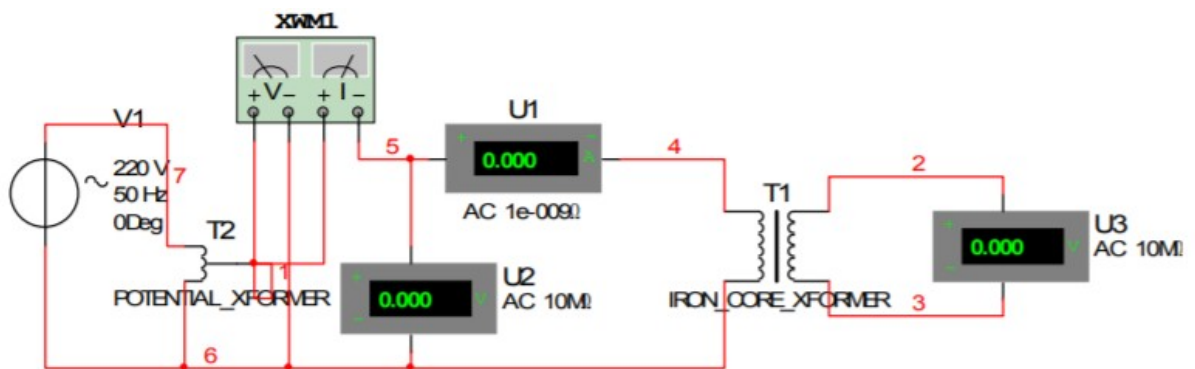 XWM1
V1
+ V - + I -
5
U1
+ -
0.000 A
AC 1e-009Ω
4
2
220 V
50 Hz
0Deg
7
T2
T1
1
+
0.000 V
-
U2
AC 10MΩ
+
0.000 V
-
U3
AC 10MΩ
POTENTIAL_XFORMER
IRON_CORE_XFORMER
3
6